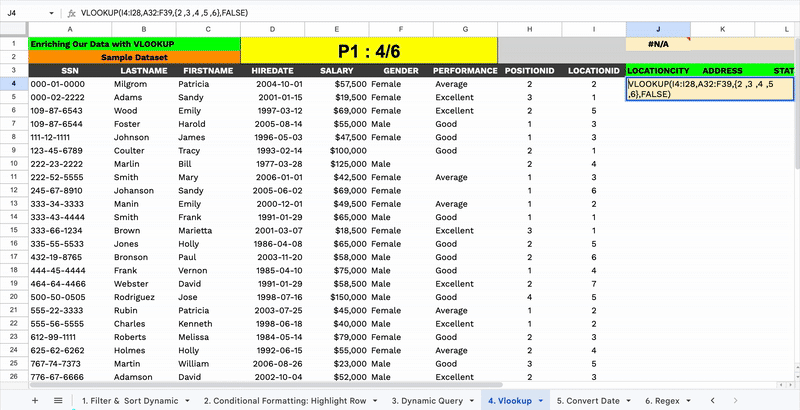 J4 fx VLOOKUP(I4:I28,A32:F39,{2 ,3 ,4 ,5 ,6},FALSE)
A B C D E F G H I J K L
1 Enriching Our Data with VLOOKUP P1 : 4/6 #N/A
2 Sample Dataset
3 SSN LASTNAME FIRSTNAME HIREDATE SALARY GENDER PERFORMANCE POSITIONID LOCATIONID LOCATIONCITY ADDRESS STAT
4 000-01-0000 Milgrom Patricia 2004-10-01 $57,500 Female Average 2 2 VLOOKUP(I4:I28,A32:F39,{2 ,3 ,4 ,5
5 000-02-2222 Adams Sandy 2001-01-15 $19,500 Female Excellent 3 1 ,6},FALSE)
6 109-87-6543 Wood Emily 1997-03-12 $69,000 Female Excellent 2 5
7 109-87-6544 Foster Harold 2005-08-14 $55,000 Male Good 1 3
8 111-12-1111 Johnson James 1996-05-03 $47,500 Female Good 1 3
9 123-45-6789 Coulter Tracy 1993-02-14 $100,000 Good 2 1
10 222-23-2222 Marlin Bill 1977-03-28 $125,000 Male 2 4
11 222-52-5555 Smith Mary 2006-01-01 $42,500 Female Average 1 3
12 245-67-8910 Johanson Sandy 2005-06-02 $69,000 Female 1 6
13 333-34-3333 Manin Emily 2000-12-01 $49,500 Female Average 1 2
14 333-43-4444 Smith Frank 1991-01-29 $65,000 Male Good 1 1
15 333-66-1234 Brown Marietta 2001-03-07 $18,500 Female Excellent 3 1
16 335-55-5533 Jones Holly 1986-04-08 $65,000 Female Good 2 5
17 432-19-8765 Bronson Paul 2003-11-20 $58,000 Male Good 2 6
18 444-45-4444 Frank Vernon 1985-04-10 $75,000 Male Good 1 4
19 464-64-4466 Webster David 1991-01-29 $58,500 Male Excellent 2 7
20 500-50-0505 Rodriguez Jose 1998-07-16 $150,000 Male Good 4 5
21 555-22-3333 Rubin Patricia 2003-07-25 $45,000 Female Average 1 2
22 555-56-5555 Charles Kenneth 1998-06-18 $40,000 Male Excellent 1 2
23 612-99-1111 Roberts Melissa 1984-05-14 $79,000 Female Good 2 3
24 625-62-6262 Holmes Holly 1992-06-15 $55,000 Female Average 2 4
25 767-74-7373 Martin William 2006-08-26 $23,000 Male Good 3 5
26 776-67-6666 Adamson David 2002-10-04 $52,000 Male Excellent 2 3
1. Filter & Sort Dynamic 2. Conditional Formatting: Highlight Row 3. Dynamic Query 4. Vlookup 5. Convert Date 6. Regex